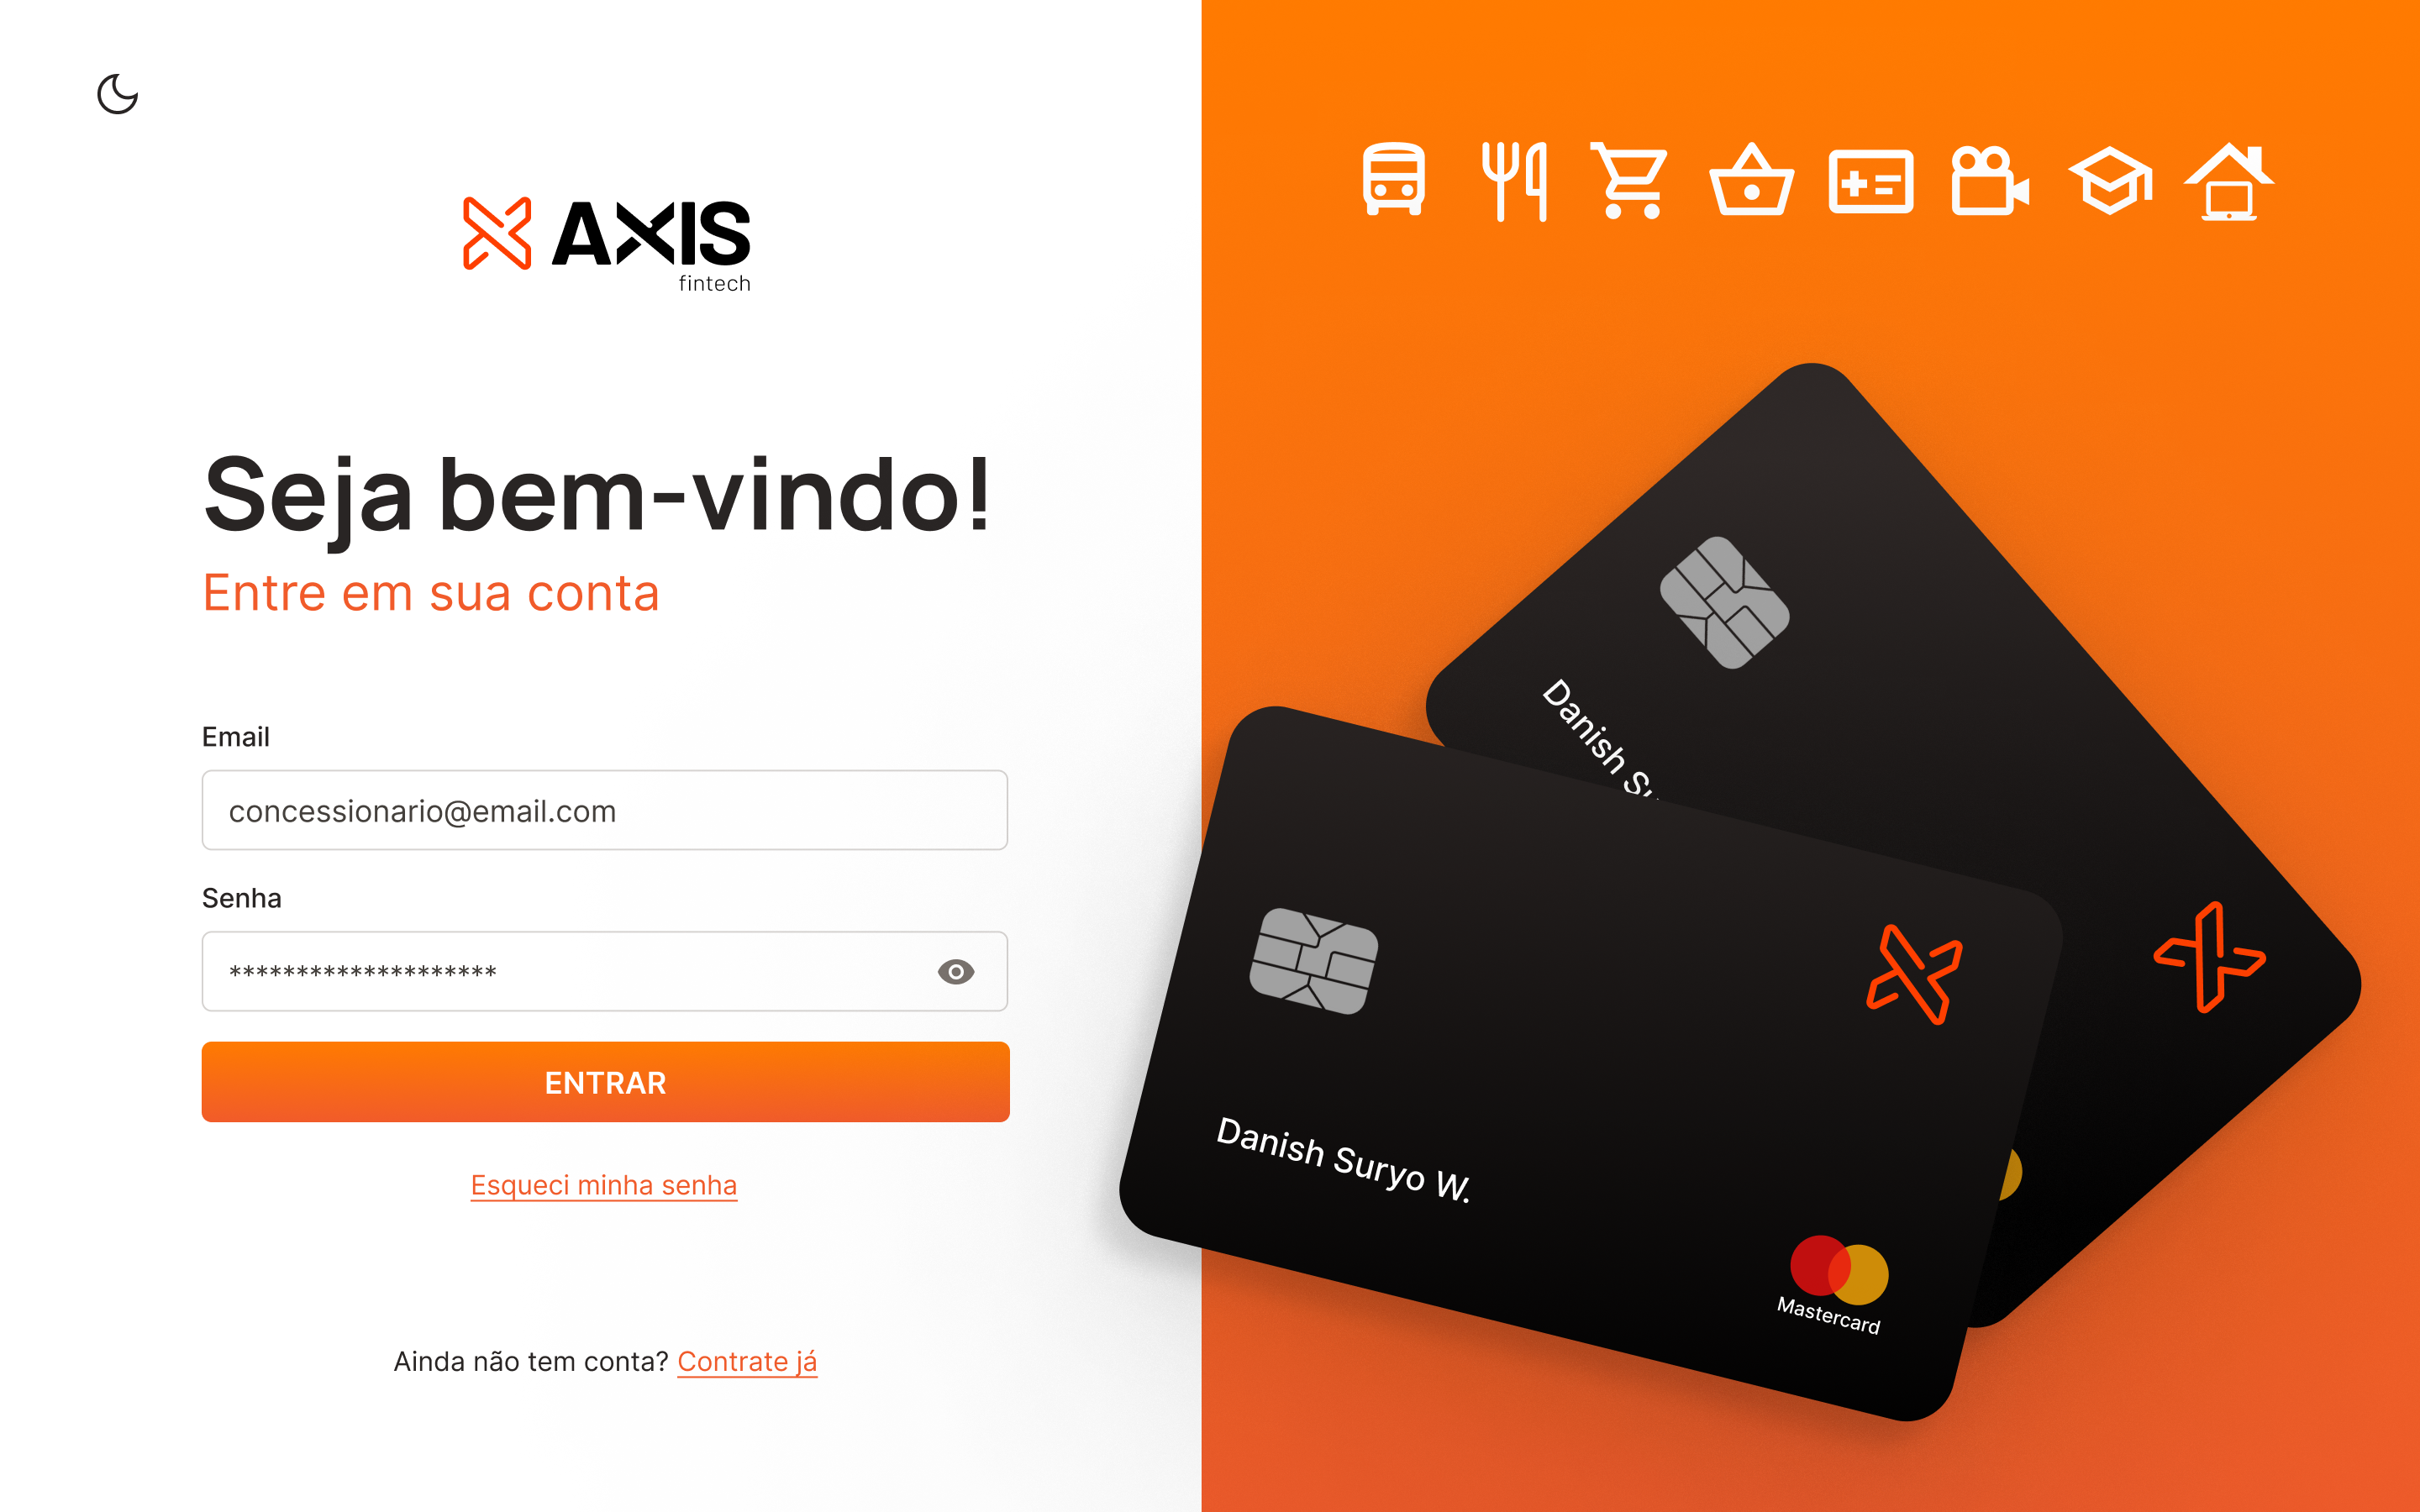 AXIS
fintech
Seja bem-vindo!
Entre em sua conta
Email
concessionario@email.com
Senha
********************
ENTRAR
Esqueci minha senha
Ainda não tem conta? Contrate já
Danish Su
Danish Suryo W.
Mastercard